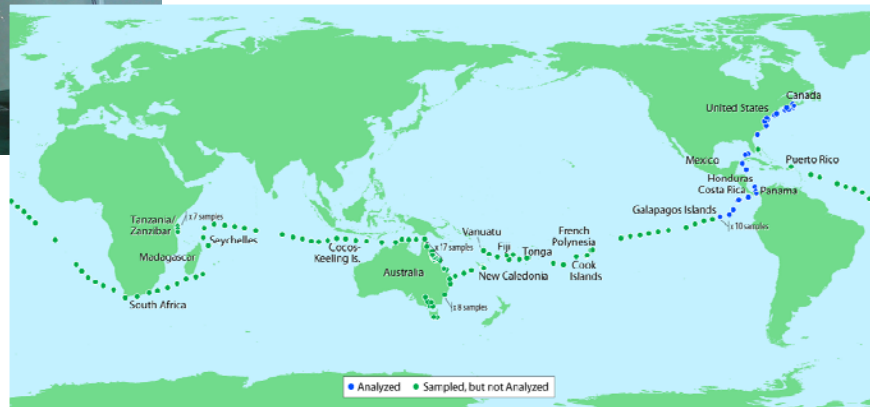 Canada
United States
Mexico
Puerto Rico
Honduras
Costa Rica
Panama
Galapagos Islands
x 10 samples
Tanzania/
Zanzibar
x 7 samples
Seychelles
Madagascar
South Africa
Cocos-
Keeling Is.
x 17 samples
Australia
x 8 samples
Vanuatu
Fiji
Tonga
New Caledonia
French
Polynesia
Cook
Islands
Analyzed
Sampled, but not Analyzed